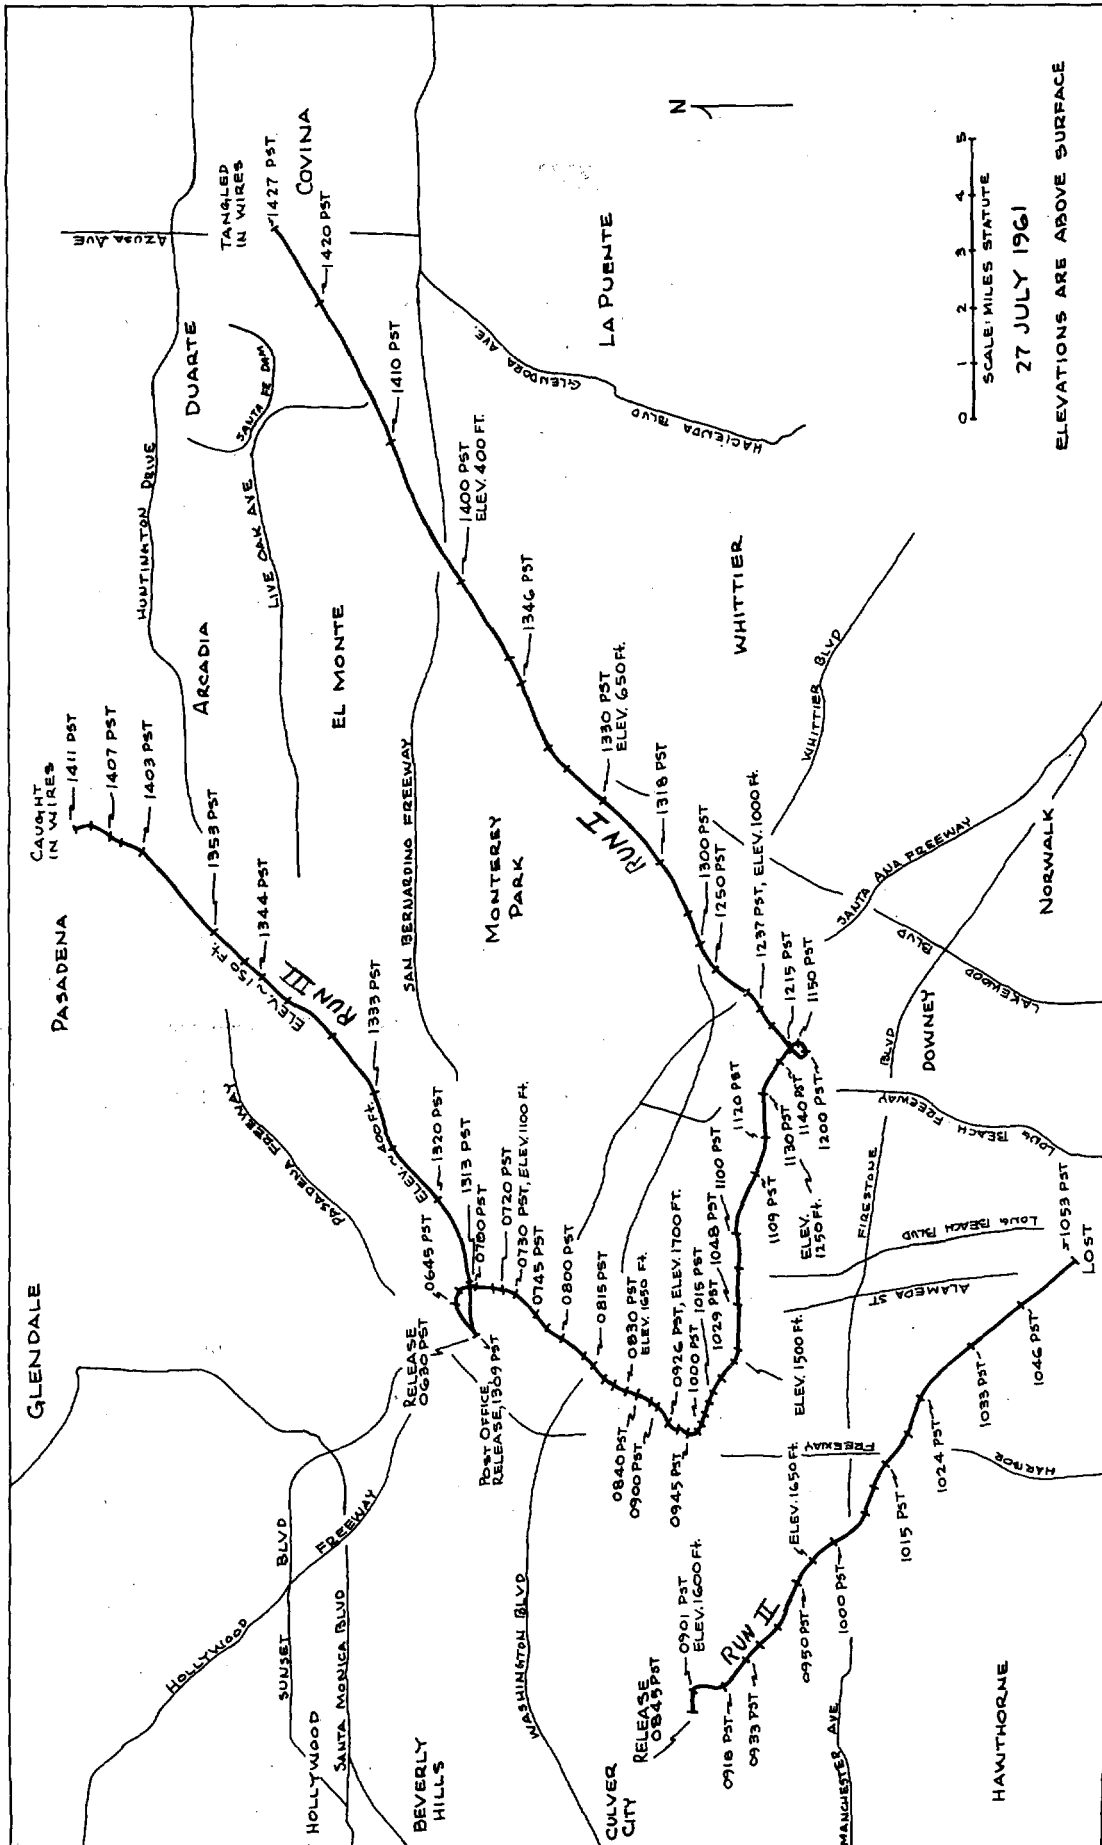 GLENDALE
PASADENA
CAUGHT
IN WIRES
1411 PST
1407 PST
1403 PST
1353 PST
1344 PST
ELEV. ~150 Ft.
RUN III
1333 PST
ELEV. ~400 Ft.
1320 PST
1313 PST
HUNTINGTON DRIVE
ARCADIA
LIVE OAK AVE
EL MONTE
DUARTE
SANTA FE DAM
AZUSA AVE
TANGLED
IN WIRES
1427 PST
COVINA
1420 PST
1410 PST
1400 PST
ELEV. 400 FT.
1346 PST
1330 PST
ELEV. 650 Ft.
1318 PST
RUN I
1300 PST
1250 PST
1237 PST, ELEV. 1000 Ft.
1215 PST
1150 PST
SAN BERNARDINO FREEWAY
MONTEREY
PARK
PASADENA FREEWAY
GLENDORA AVE.
HACIENDA BLVD
LA PUENTE
WHITTIER
WHITTIER BLVD
SANTA ANA FREEWAY
LAKEWOOD BLVD
NORWALK
DOWNEY
FIRESTONE BLVD
LONG BEACH FREEWAY
LONG BEACH BLVD
ALAMEDA ST
HARBOR FREEWAY
RELEASE
0630 PST
0645 PST
POST OFFICE
RELEASE, 1309 PST
0700 PST
0720 PST
0730 PST, ELEV. 1100 Ft.
0745 PST
0800 PST
0815 PST
0830 PST
ELEV. 1650 Ft.
0840 PST
0900 PST
0926 PST, ELEV. 1700 FT.
0945 PST
1000 PST
1015 PST
1029 PST
1048 PST
1100 PST
ELEV. 1500 Ft.
1109 PST
1120 PST
1130 PST
ELEV.
1250 Ft.
1140 PST
1200 PST
HOLLYWOOD FREEWAY
SUNSET BLVD
SANTA MONICA BLVD
HOLLYWOOD
BEVERLY
HILLS
WASHINGTON BLVD
CULVER
CITY
RELEASE
0845 PST
0901 PST
ELEV. 1600 Ft.
0918 PST
0933 PST
RUN II
0950 PST
ELEV. 1650 Ft.
1000 PST
1015 PST
1024 PST
1033 PST
1046 PST
1053 PST
LOST
MANCHESTER AVE
HAWTHORNE
N
0 1 2 3 4 5
SCALE: MILES STATUTE
27 JULY 1961
ELEVATIONS ARE ABOVE SURFACE